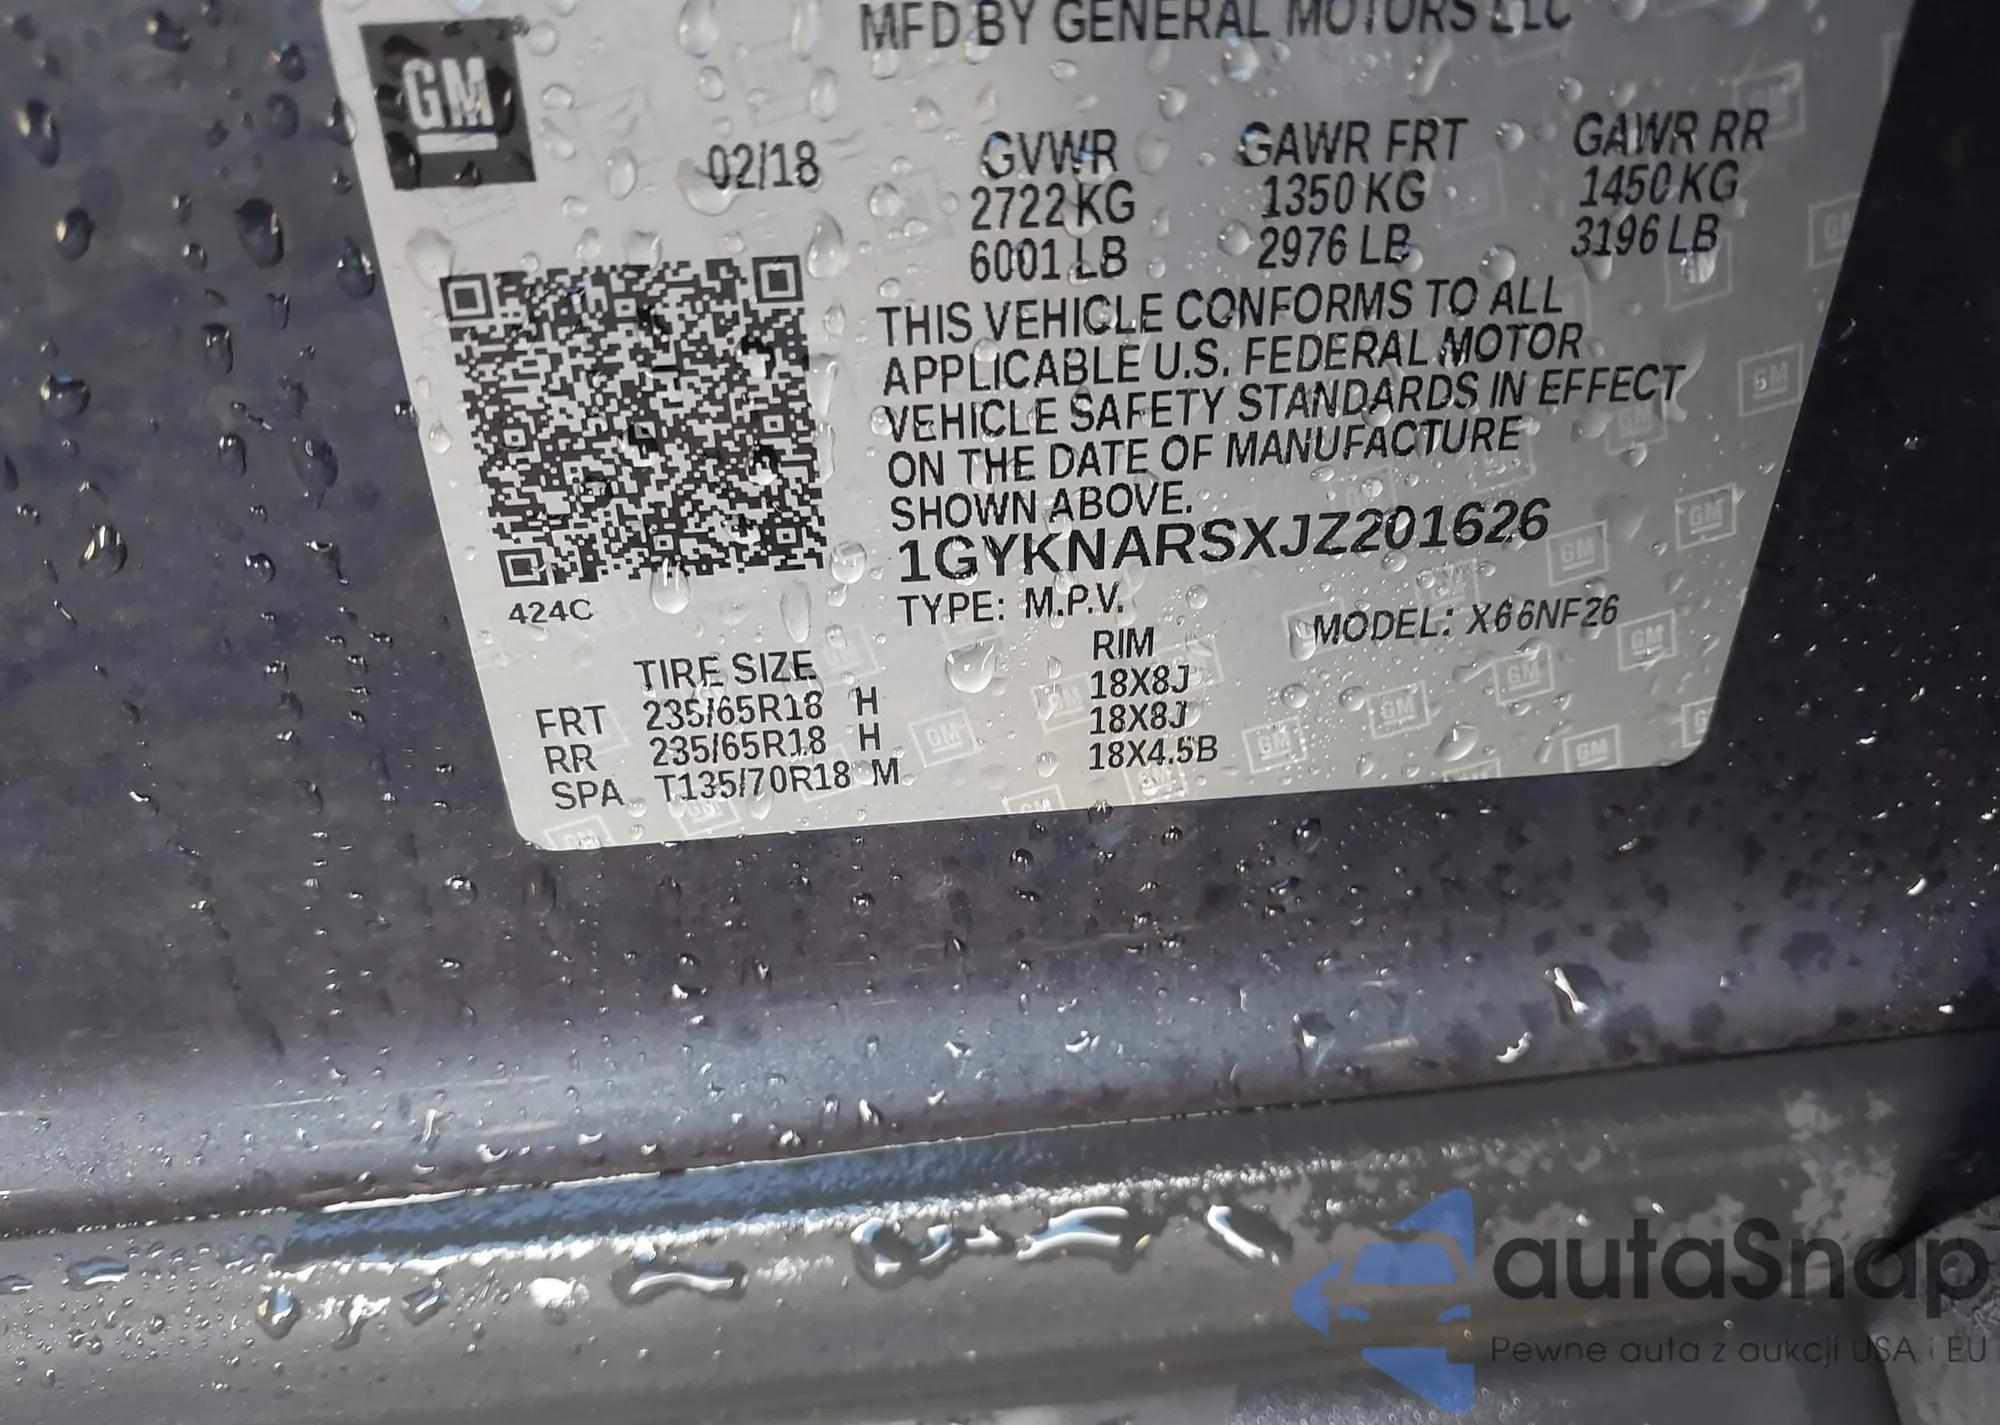 MFD BY GENERAL MOTORS LLC
GM
02/18
GVWR GAWR FRT GAWR RR
2722 KG 1350 KG 1450 KG
6001 LB 2976 LB 3196 LB
THIS VEHICLE CONFORMS TO ALL
APPLICABLE U.S. FEDERAL MOTOR
VEHICLE SAFETY STANDARDS IN EFFECT
ON THE DATE OF MANUFACTURE
SHOWN ABOVE.
1GYKNARSXJZ201626
424C
TYPE: M.P.V. MODEL: X66NF26
TIRE SIZE RIM
FRT 235/65R18 H 18X8J
RR 235/65R18 H 18X8J
SPA T135/70R18 M 18X4.5B
autaSnap
Pewne auta z aukcji USA i EU